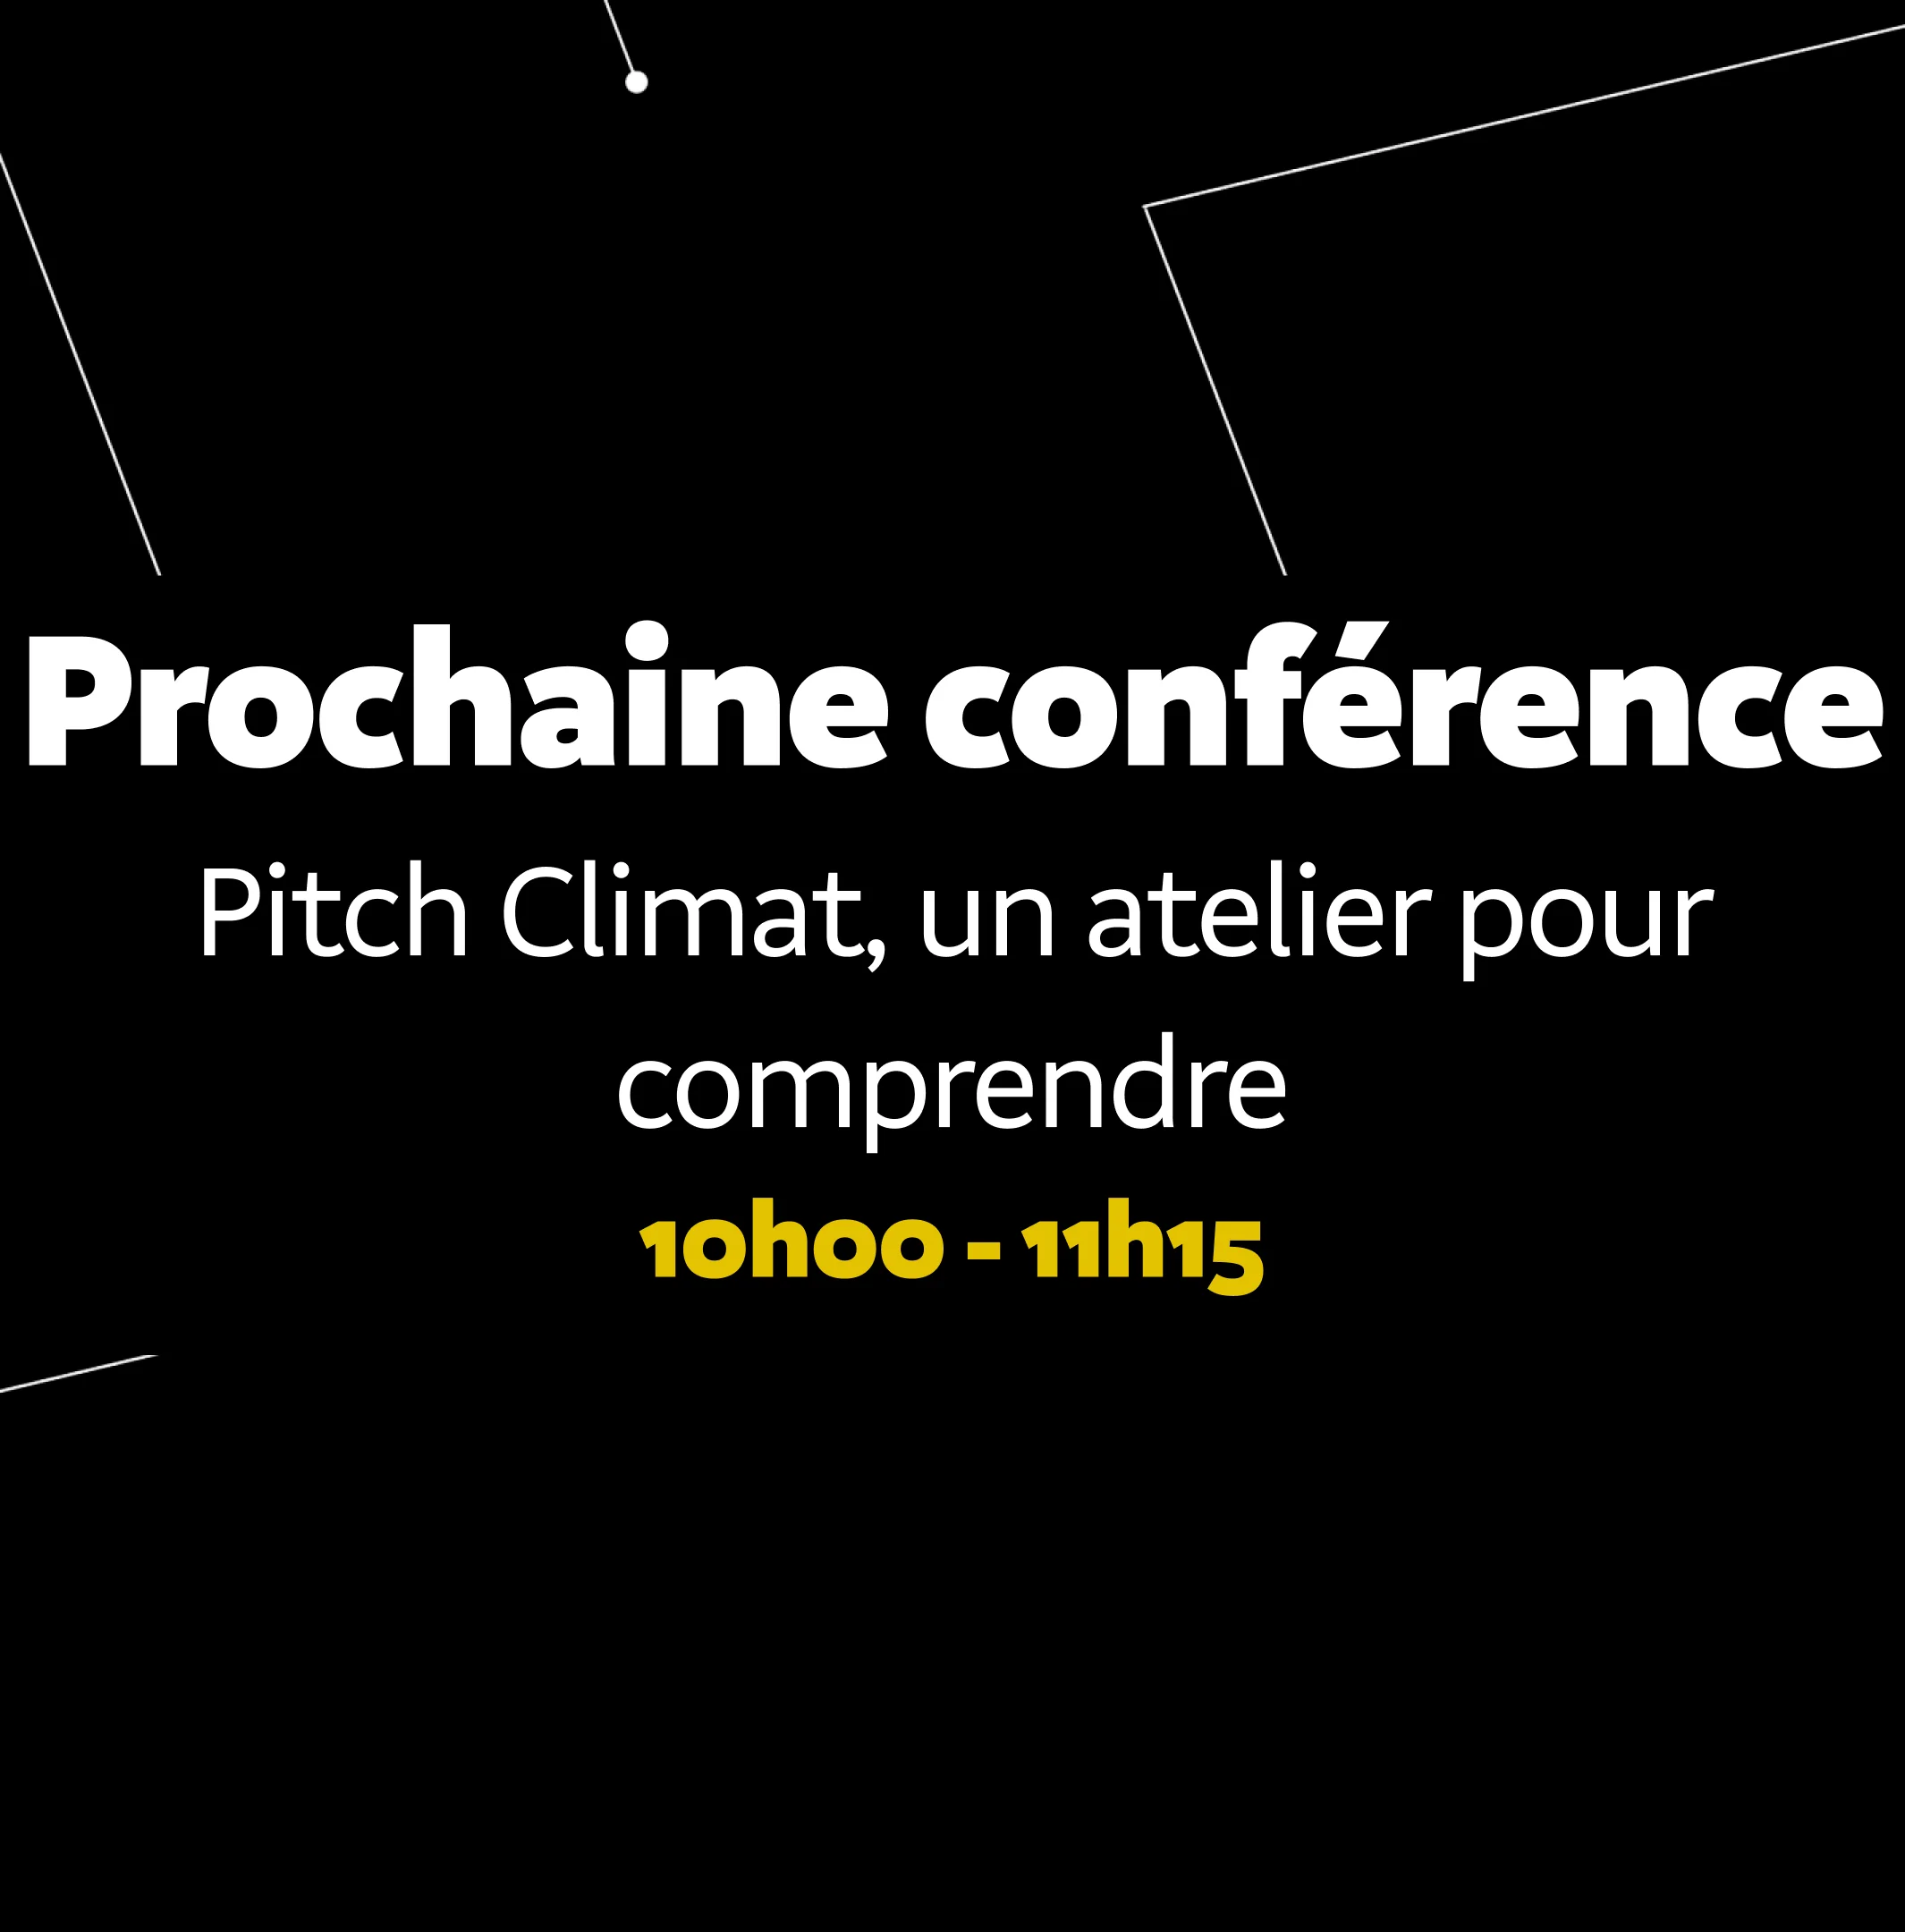 Prochaine conférence
Pitch Climat, un atelier pour
comprendre
10h00 - 11h15